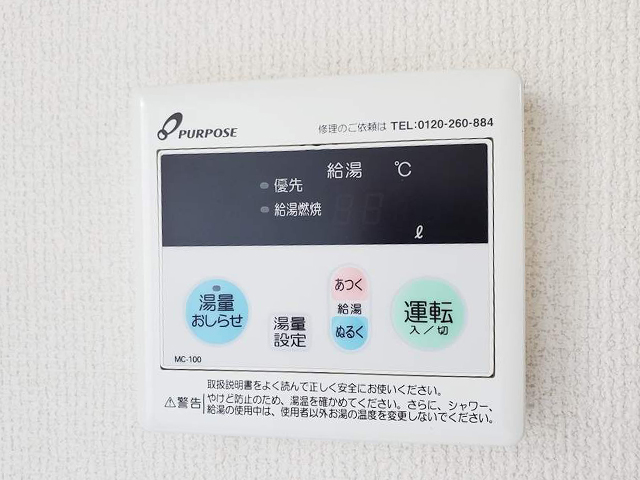 PURPOSE
修理のご依頼は TEL:0120-260-884
給湯 ℃
優先
給湯燃焼
ℓ
湯量
おしらせ
湯量
設定
あつく
給湯
ぬるく
運転
入/切
MC-100
取扱説明書をよく読んで正しく安全にお使いください。
⚠警告
やけど防止のため、湯温を確かめてください。さらに、シャワー、
給湯の使用中は、使用者以外お湯の温度を変更しないでください。